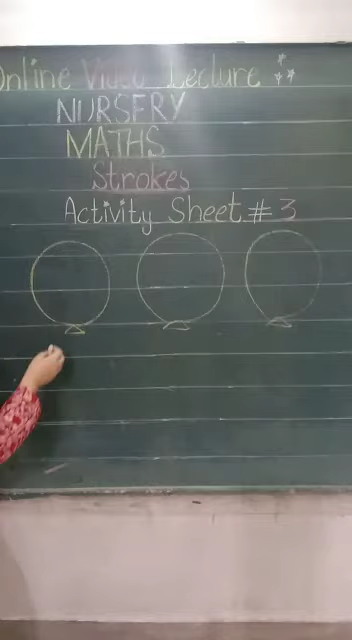 Online Video Lecture
NURSERY
MATHS
Strokes
Activity Sheet # 3